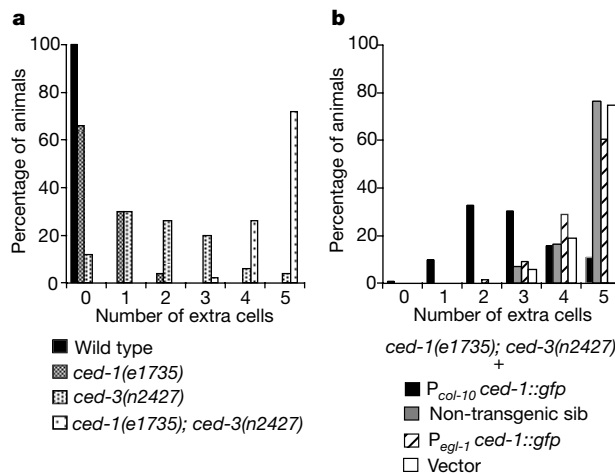 a
Percentage of animals
100
80
60
40
20
0
0 1 2 3 4 5
Number of extra cells
Wild type
ced-1(e1735)
ced-3(n2427)
ced-1(e1735); ced-3(n2427)
b
Percentage of animals
100
80
60
40
20
0
0 1 2 3 4 5
Number of extra cells
ced-1(e1735); ced-3(n2427)
+
Pcol-10 ced-1::gfp
Non-transgenic sib
Pegl-1 ced-1::gfp
Vector